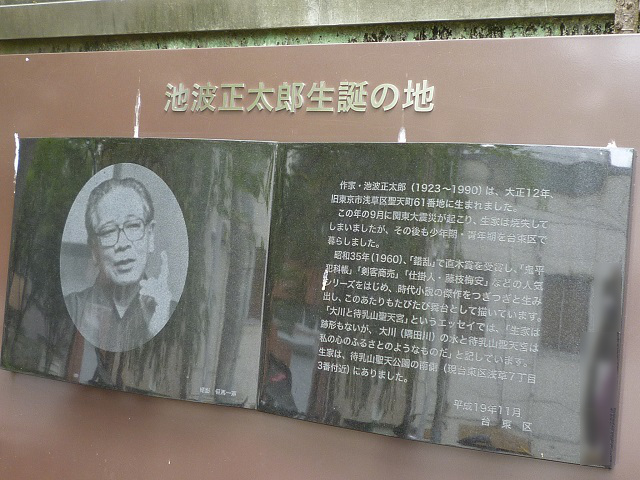 池波正太郎生誕の地
作家・池波正太郎（1923～1990）は、大正12年、
旧東京市浅草区聖天町61番地に生まれました。
この年の9月に関東大震災が起こり、生家は焼失して
しまいましたが、その後も少年期・青年期を台東区で
暮らしました。
昭和35年（1960）、「錯乱」で直木賞を受賞し、「鬼平
犯科帳」「剣客商売」「仕掛人・藤枝梅安」などの人気
シリーズをはじめ、時代小説の傑作をつぎつぎと生み
出し、このあたりもたびたび舞台として描いています。
「大川と待乳山聖天宮」というエッセイでは、「生家は
跡形もないが、大川（隅田川）の水と待乳山聖天宮は
私の心のふるさとのようなものだ」と記しています。
生家は、待乳山聖天公園の南側（現台東区浅草7丁目
3番付近）にありました。
平成19年11月
台東区